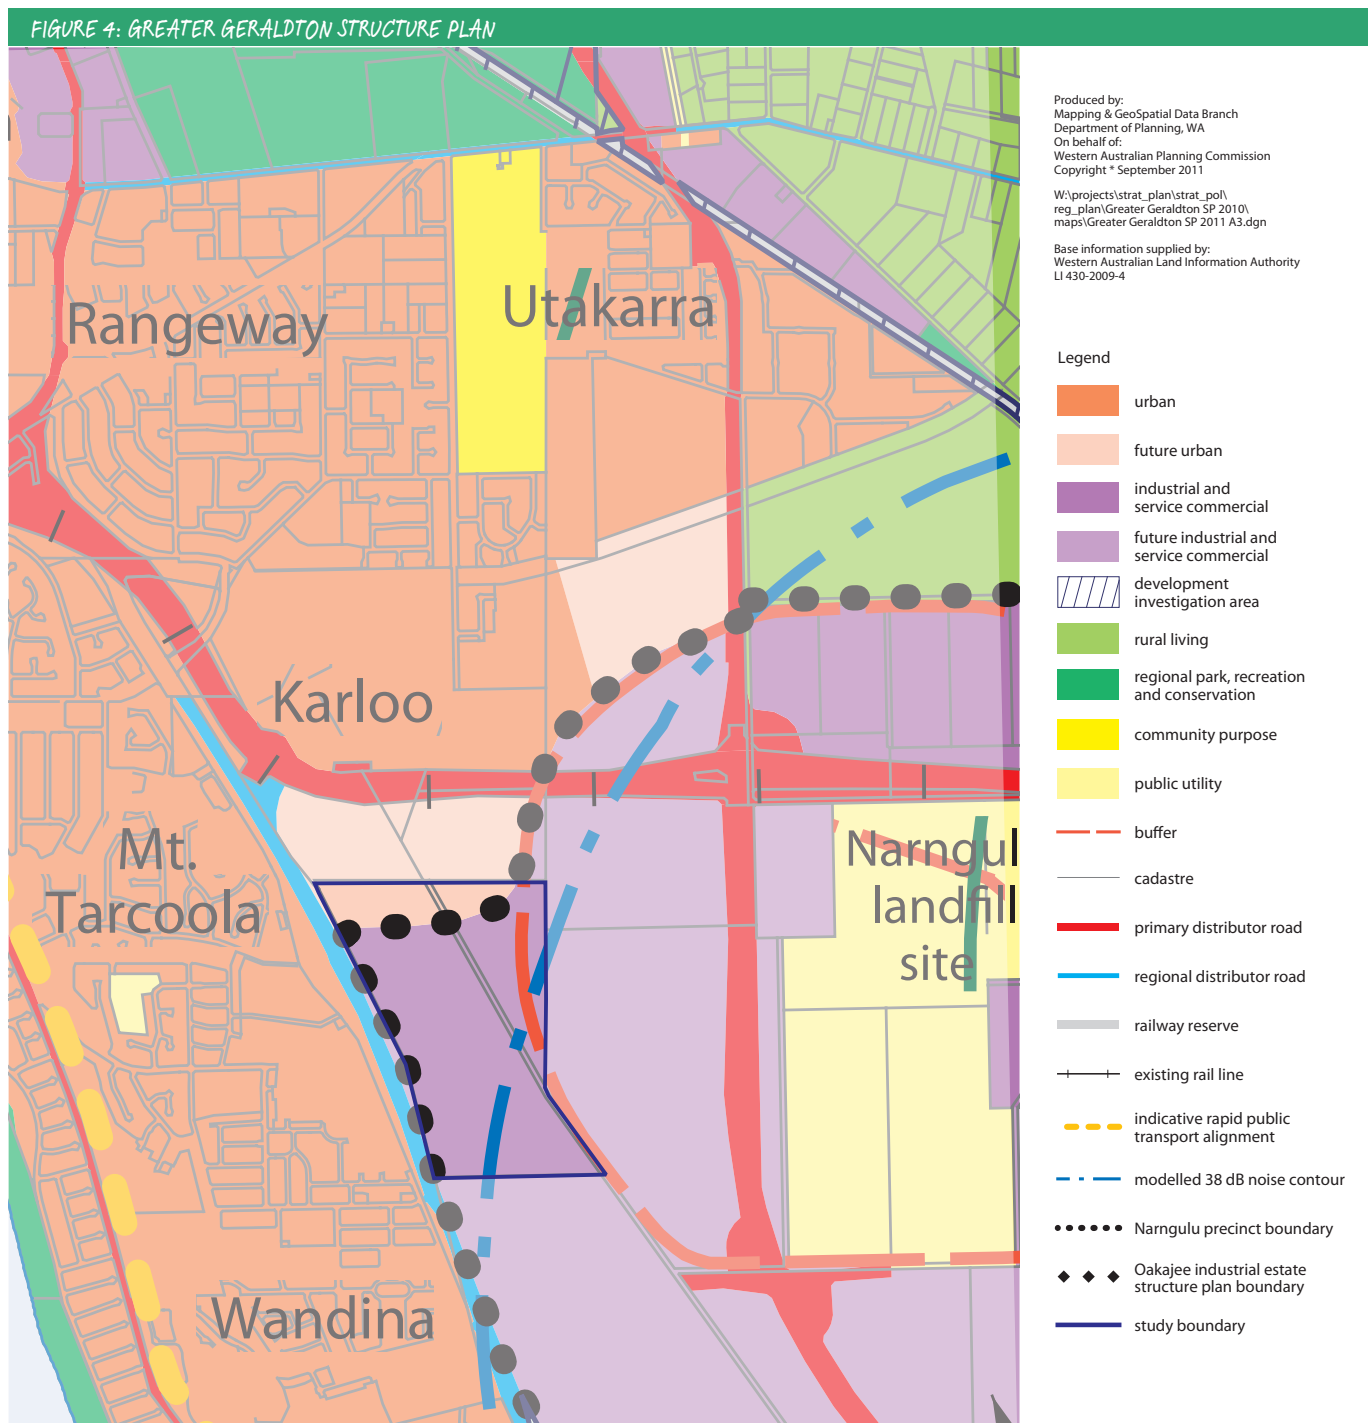 FIGURE 4: GREATER GERALDTON STRUCTURE PLAN
Produced by:
Mapping & GeoSpatial Data Branch
Department of Planning, WA
On behalf of:
Western Australian Planning Commission
Copyright * September 2011
W:\projects\strat_plan\strat_pol\
reg_plan\Greater Geraldton SP 2010\
maps\Greater Geraldton SP 2011 A3.dgn
Base information supplied by:
Western Australian Land Information Authority
LI 430-2009-4
Rangeway
Utakarra
Karloo
Mt.
Tarcoola
Narngul
landfill
site
Wandina
Legend
urban
future urban
industrial and
service commercial
future industrial and
service commercial
development
investigation area
rural living
regional park, recreation
and conservation
community purpose
public utility
buffer
cadastre
primary distributor road
regional distributor road
railway reserve
existing rail line
indicative rapid public
transport alignment
modelled 38 dB noise contour
Narngulu precinct boundary
Oakajee industrial estate
structure plan boundary
study boundary